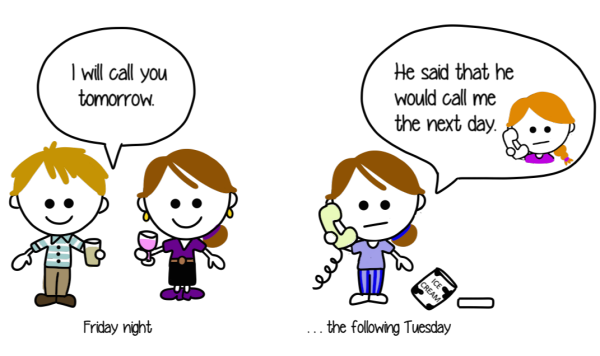 I will call you
tomorrow.
He said that he
would call me
the next day.
ICE
CREAM
Friday night
. . . the following Tuesday